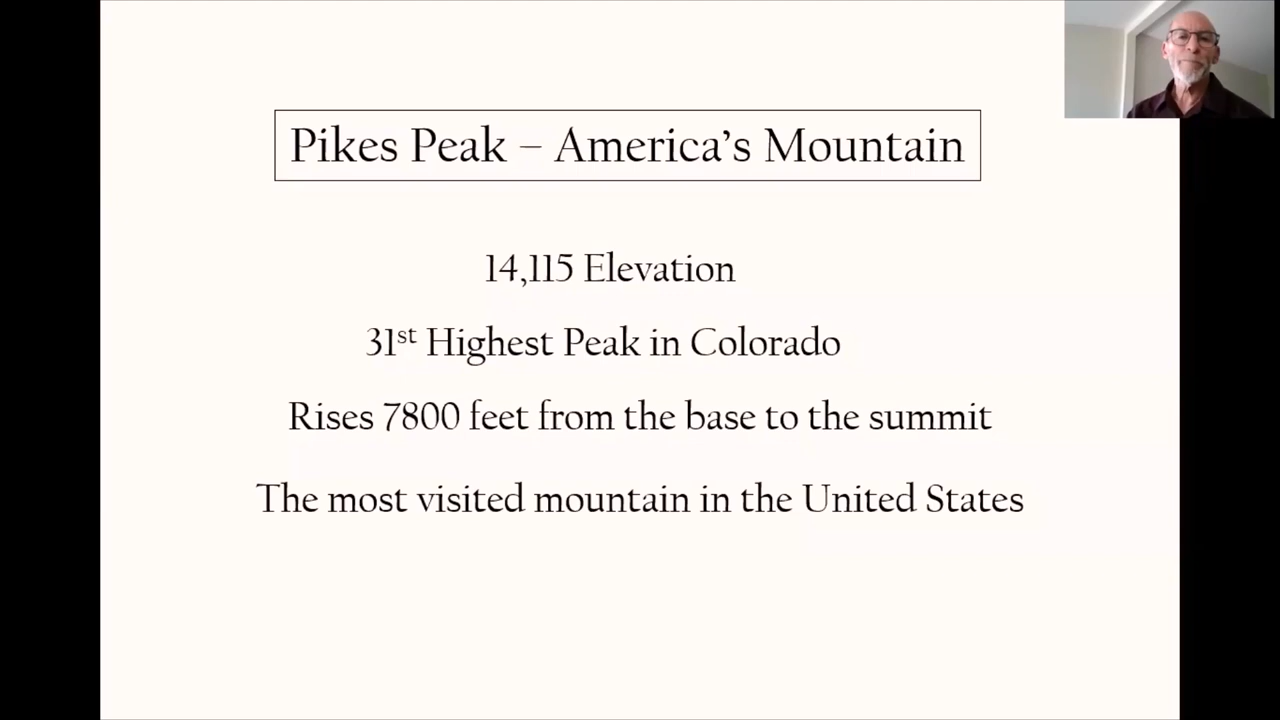 Pikes Peak – America's Mountain
14,115 Elevation
31st Highest Peak in Colorado
Rises 7800 feet from the base to the summit
The most visited mountain in the United States